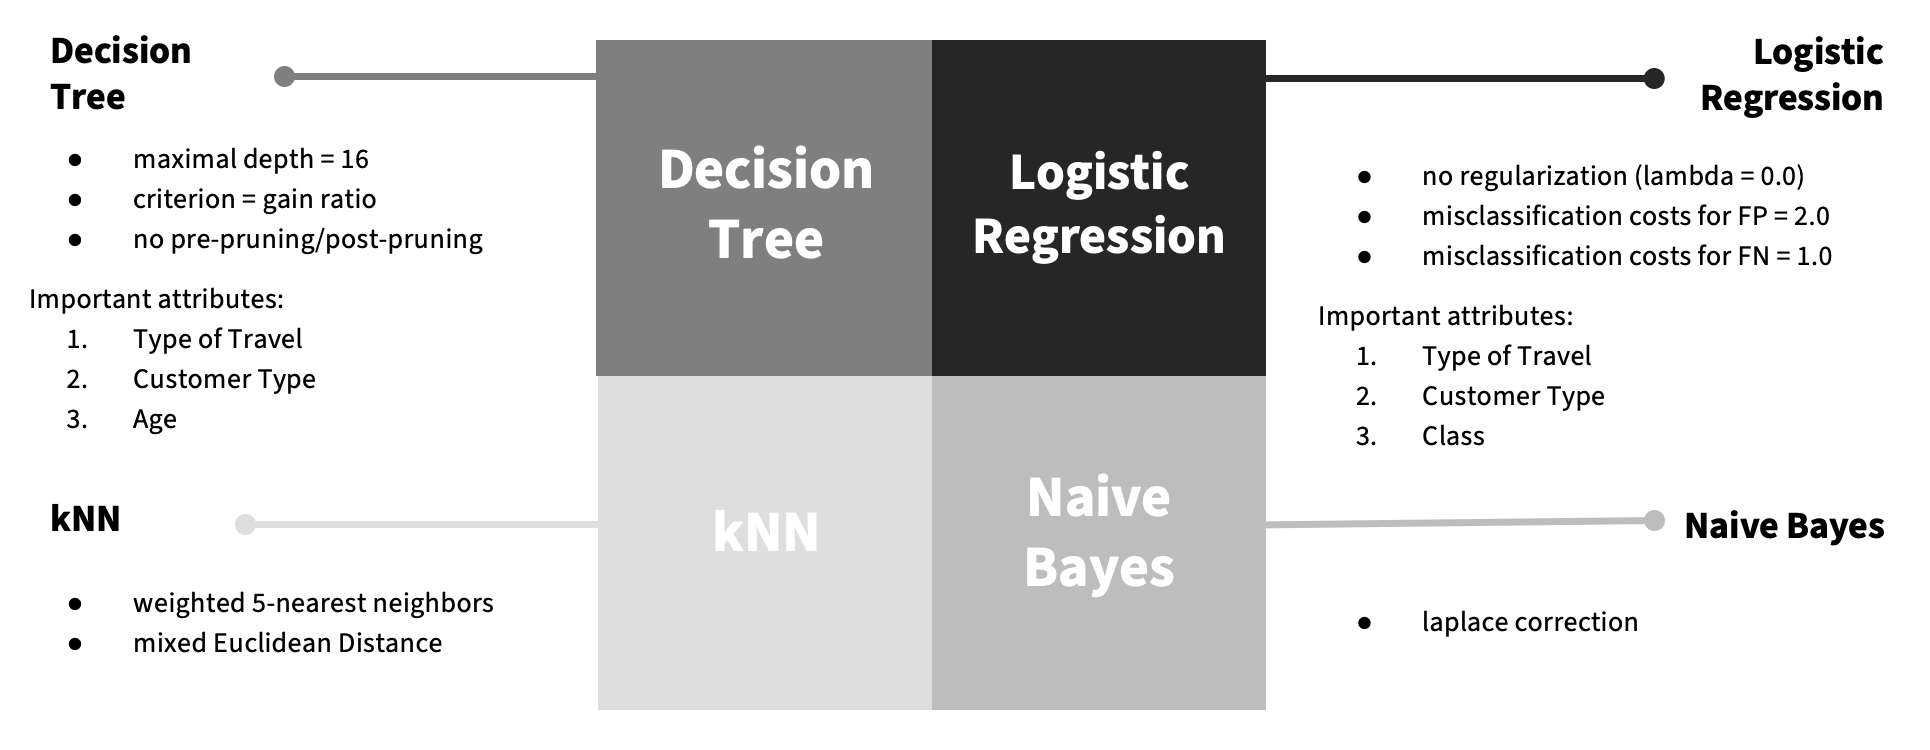 Decision
Tree
● maximal depth = 16
● criterion = gain ratio
● no pre-pruning/post-pruning
Important attributes:
1. Type of Travel
2. Customer Type
3. Age
kNN
● weighted 5-nearest neighbors
● mixed Euclidean Distance
Decision
Tree
Logistic
Regression
kNN
Naive
Bayes
Logistic
Regression
● no regularization (lambda = 0.0)
● misclassification costs for FP = 2.0
● misclassification costs for FN = 1.0
Important attributes:
1. Type of Travel
2. Customer Type
3. Class
Naive Bayes
● laplace correction